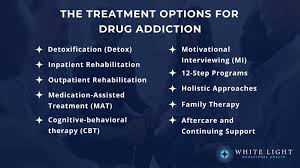 THE TREATMENT OPTIONS FOR
DRUG ADDICTION
Detoxification (Detox)
Inpatient Rehabilitation
Outpatient Rehabilitation
Medication-Assisted
Treatment (MAT)
Cognitive-behavioral
therapy (CBT)
Motivational
Interviewing (MI)
12-Step Programs
Holistic Approaches
Family Therapy
Aftercare and
Continuing Support
WHITE LIGHT
BEHAVIORAL HEALTH